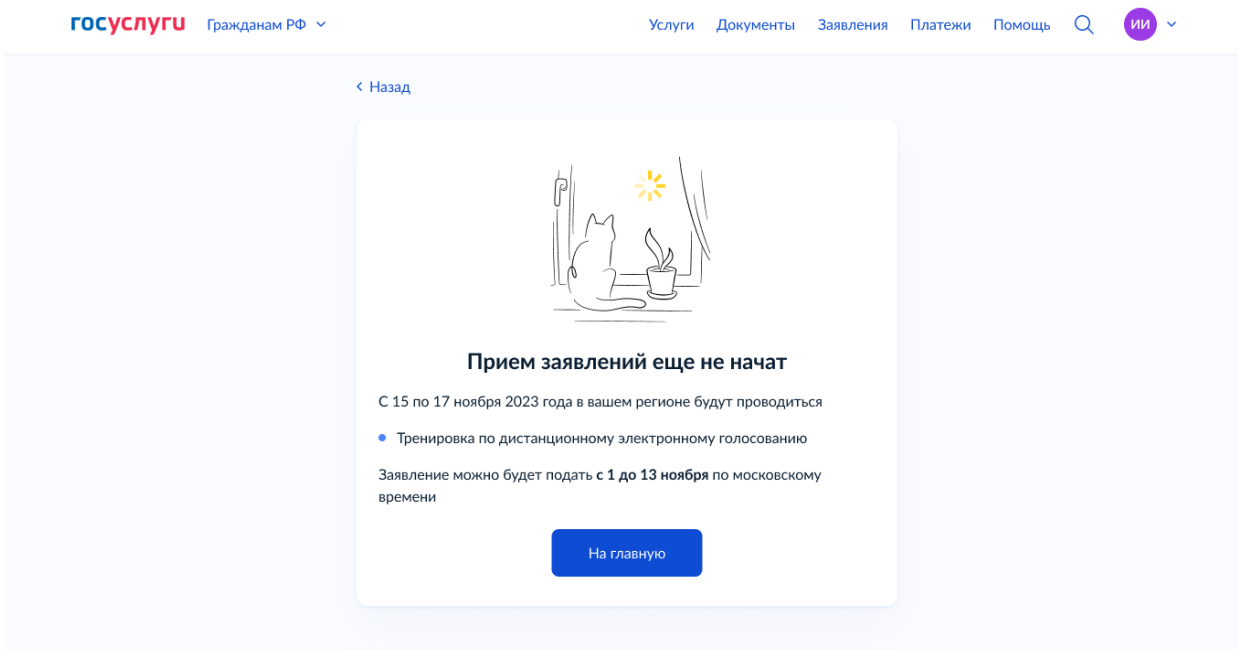 госуслуги Гражданам РФ Услуги Документы Заявления Платежи Помощь ИИ
Назад
Прием заявлений еще не начат
С 15 по 17 ноября 2023 года в вашем регионе будут проводиться
Тренировка по дистанционному электронному голосованию
Заявление можно будет подать с 1 до 13 ноября по московскому
времени
На главную